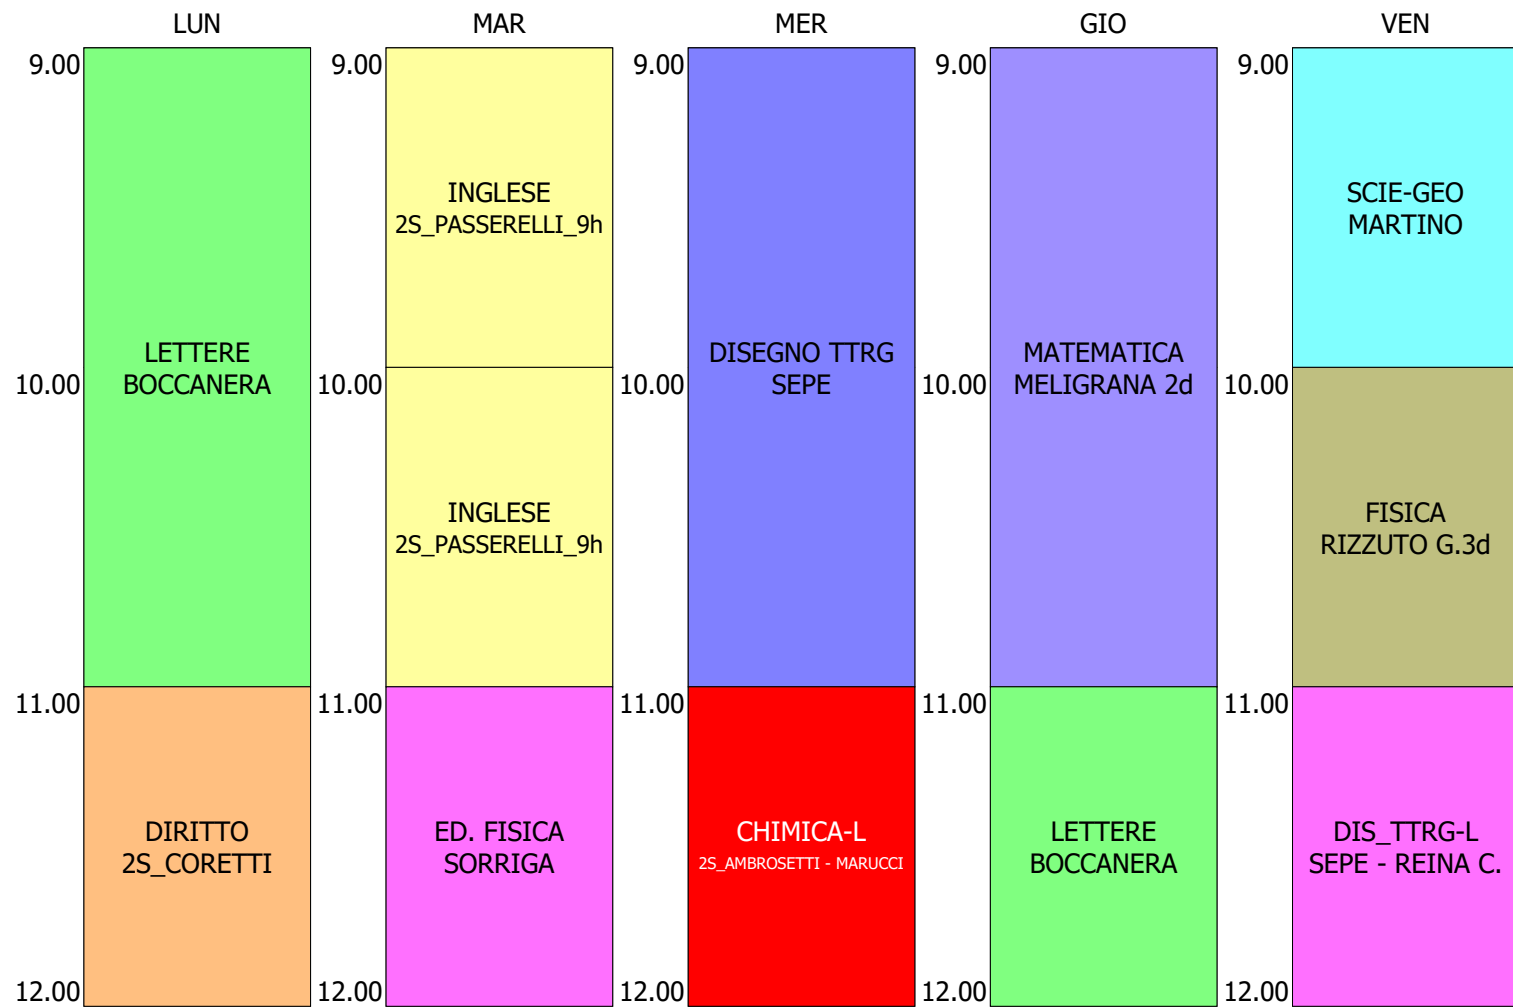 LUN MAR MER GIO VEN
9.00 9.00 9.00 9.00 9.00
INGLESE
2S_PASSERELLI_9h
SCIE-GEO
MARTINO
LETTERE
BOCCANERA
DISEGNO TTRG
SEPE
MATEMATICA
MELIGRANA 2d
10.00 10.00 10.00 10.00 10.00
INGLESE
2S_PASSERELLI_9h
FISICA
RIZZUTO G.3d
11.00 11.00 11.00 11.00 11.00
DIRITTO
2S_CORETTI
ED. FISICA
SORRIGA
CHIMICA-L
2S_AMBROSETTI - MARUCCI
LETTERE
BOCCANERA
DIS_TTRG-L
SEPE - REINA C.
12.00 12.00 12.00 12.00 12.00